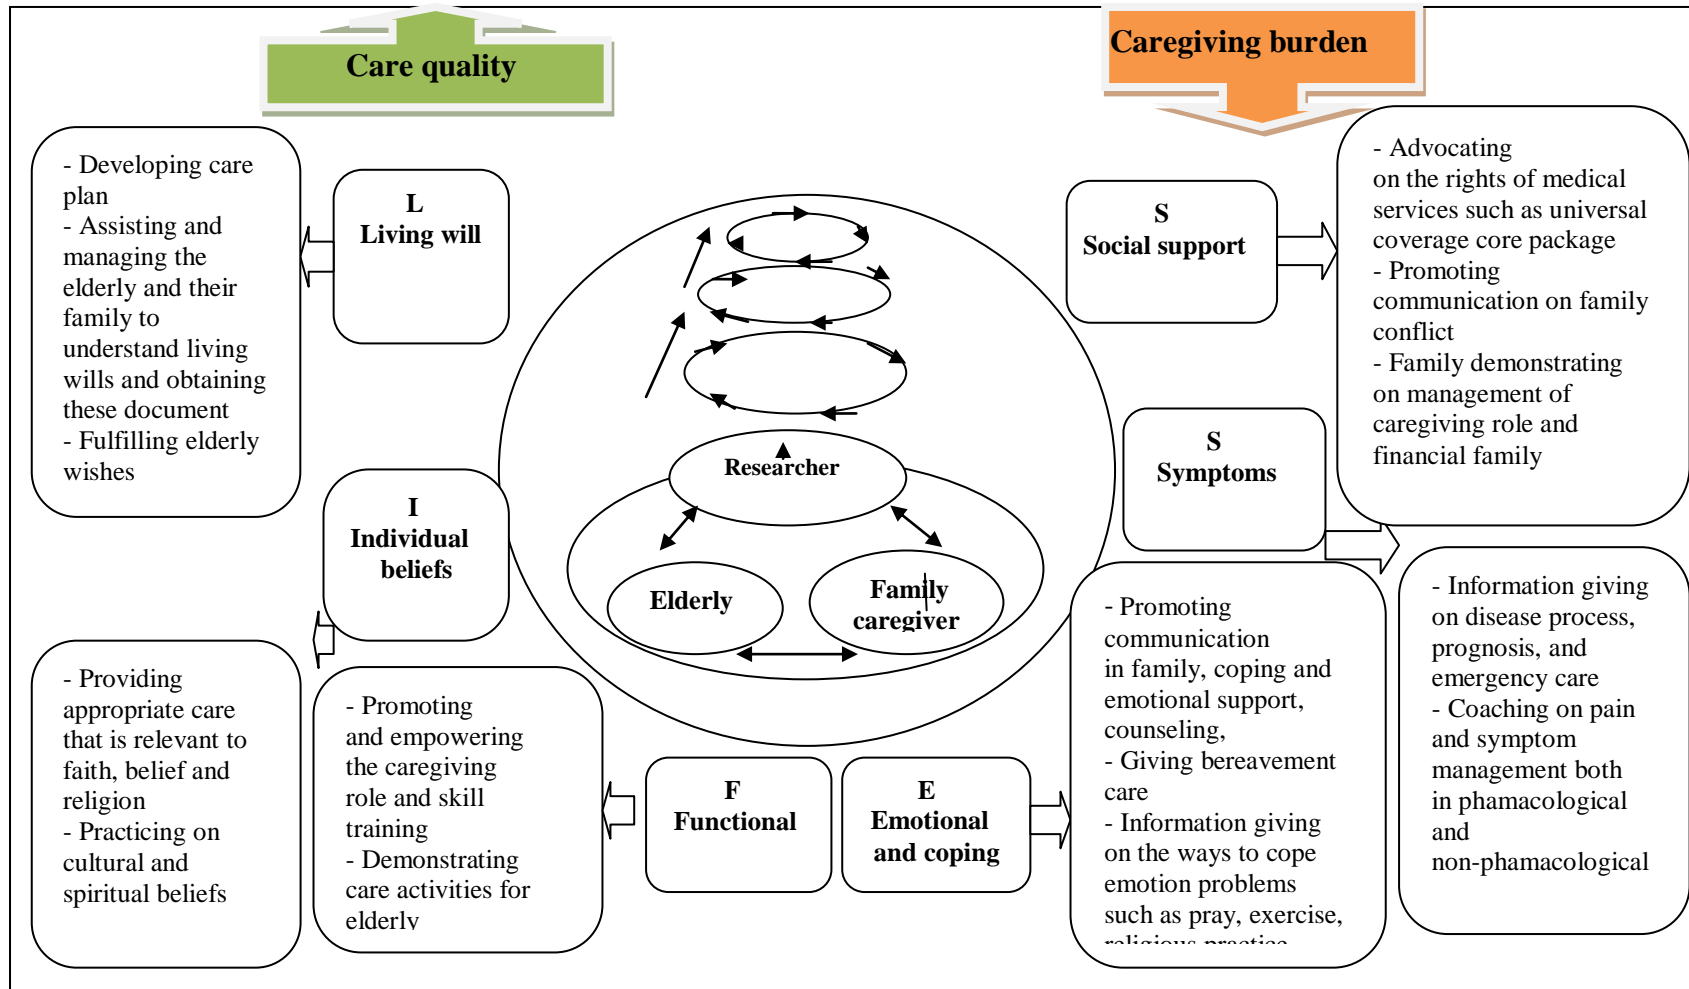 Care quality
Caregiving burden
- Developing care
plan
- Assisting and
managing the
elderly and their
family to
understand living
wills and obtaining
these document
- Fulfilling elderly
wishes
L
Living will
S
Social support
- Advocating
on the rights of medical
services such as universal
coverage core package
- Promoting
communication on family
conflict
- Family demonstrating
on management of
caregiving role and
financial family
I
Individual
beliefs
Researcher
Elderly
Family
caregiver
S
Symptoms
- Providing
appropriate care
that is relevant to
faith, belief and
religion
- Practicing on
cultural and
spiritual beliefs
- Promoting
and empowering
the caregiving
role and skill
training
- Demonstrating
care activities for
elderly
F
Functional
E
Emotional
and coping
- Promoting
communication
in family, coping and
emotional support,
counseling,
- Giving bereavement
care
- Information giving
on the ways to cope
emotion problems
such as pray, exercise,
religious practice
- Information giving
on disease process,
prognosis, and
emergency care
- Coaching on pain
and symptom
management both
in phamacological
and
non-phamacological